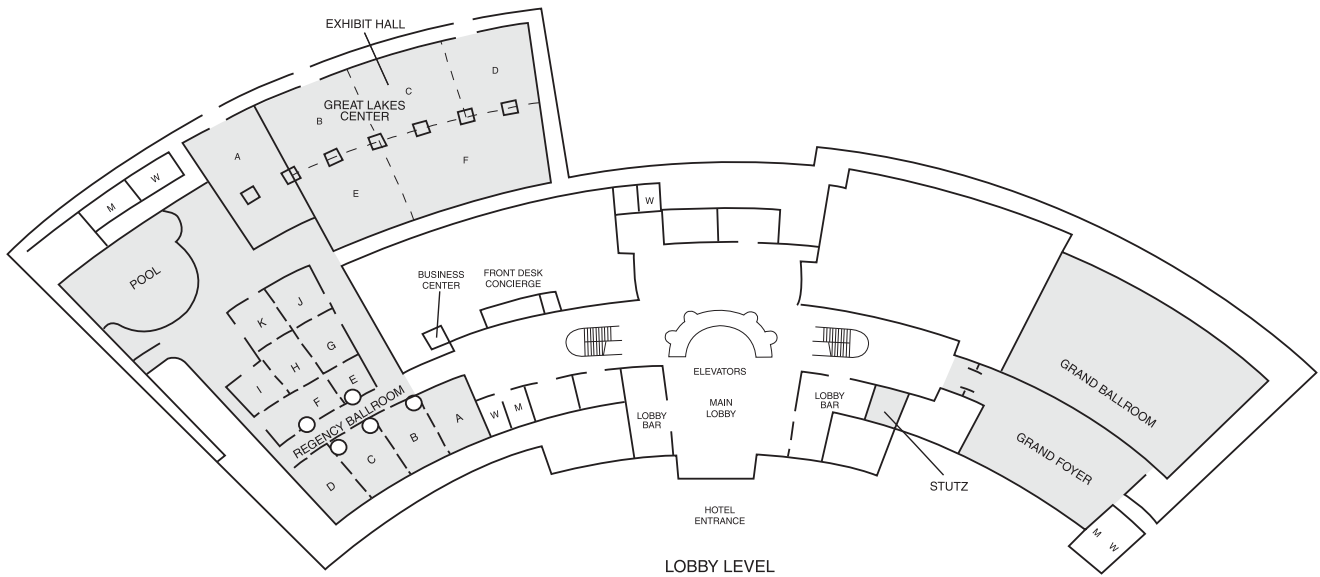 EXHIBIT HALL
D
C
GREAT LAKES
CENTER
B
A
F
E
W
M
W
POOL
BUSINESS
CENTER
FRONT DESK
CONCIERGE
J
K
G
H
I
E
F
REGENCY BALLROOM
A
B
C
D
W
M
ELEVATORS
LOBBY
BAR
MAIN
LOBBY
LOBBY
BAR
GRAND BALLROOM
GRAND FOYER
STUTZ
HOTEL
ENTRANCE
M
W
LOBBY LEVEL